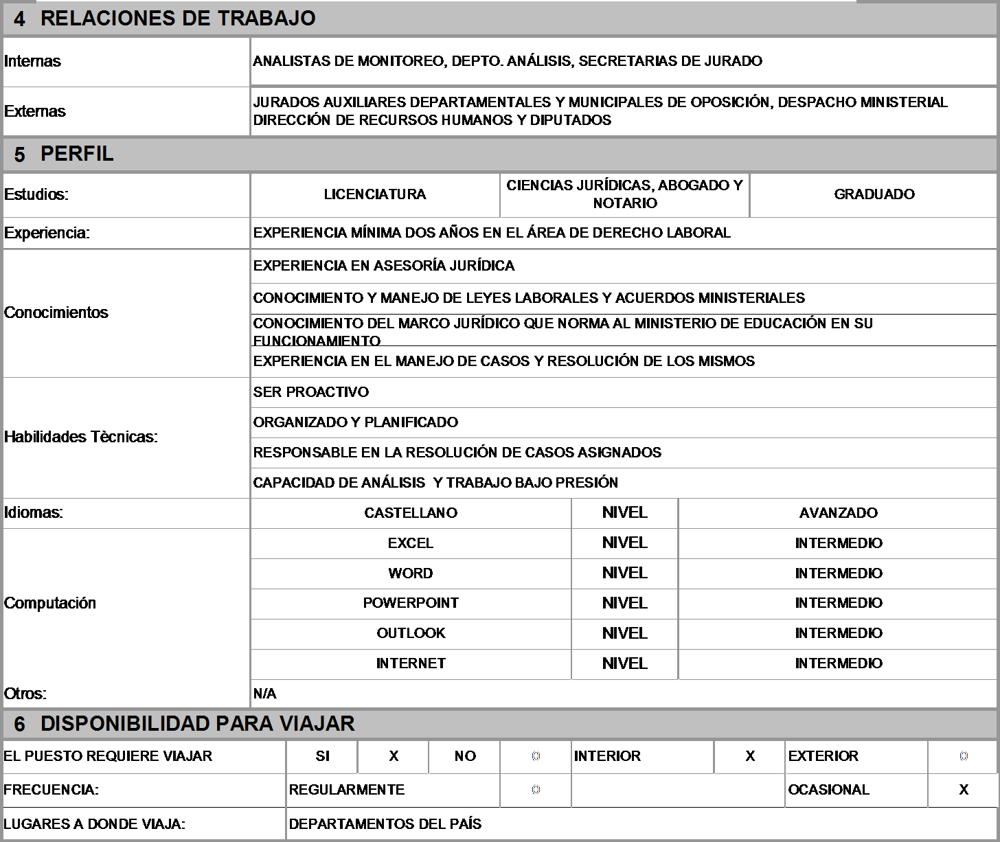 4 RELACIONES DE TRABAJO
Internas ANALISTAS DE MONITOREO, DEPTO. ANÁLISIS, SECRETARIAS DE JURADO
Externas JURADOS AUXILIARES DEPARTAMENTALES Y MUNICIPALES DE OPOSICIÓN, DESPACHO MINISTERIAL
DIRECCIÓN DE RECURSOS HUMANOS Y DIPUTADOS
5 PERFIL
Estudios: LICENCIATURA CIENCIAS JURÍDICAS, ABOGADO Y
NOTARIO GRADUADO
Experiencia: EXPERIENCIA MÍNIMA DOS AÑOS EN EL ÁREA DE DERECHO LABORAL
Conocimientos EXPERIENCIA EN ASESORÍA JURÍDICA
CONOCIMIENTO Y MANEJO DE LEYES LABORALES Y ACUERDOS MINISTERIALES
CONOCIMIENTO DEL MARCO JURÍDICO QUE NORMA AL MINISTERIO DE EDUCACIÓN EN SU
FUNCIONAMIENTO
EXPERIENCIA EN EL MANEJO DE CASOS Y RESOLUCIÓN DE LOS MISMOS
Habilidades Tècnicas: SER PROACTIVO
ORGANIZADO Y PLANIFICADO
RESPONSABLE EN LA RESOLUCIÓN DE CASOS ASIGNADOS
CAPACIDAD DE ANÁLISIS Y TRABAJO BAJO PRESIÓN
Idiomas: CASTELLANO NIVEL AVANZADO
Computación EXCEL NIVEL INTERMEDIO
WORD NIVEL INTERMEDIO
POWERPOINT NIVEL INTERMEDIO
OUTLOOK NIVEL INTERMEDIO
INTERNET NIVEL INTERMEDIO
Otros: N/A
6 DISPONIBILIDAD PARA VIAJAR
EL PUESTO REQUIERE VIAJAR SI X NO 0 INTERIOR X EXTERIOR 0
FRECUENCIA: REGULARMENTE 0 OCASIONAL X
LUGARES A DONDE VIAJA: DEPARTAMENTOS DEL PAÍS